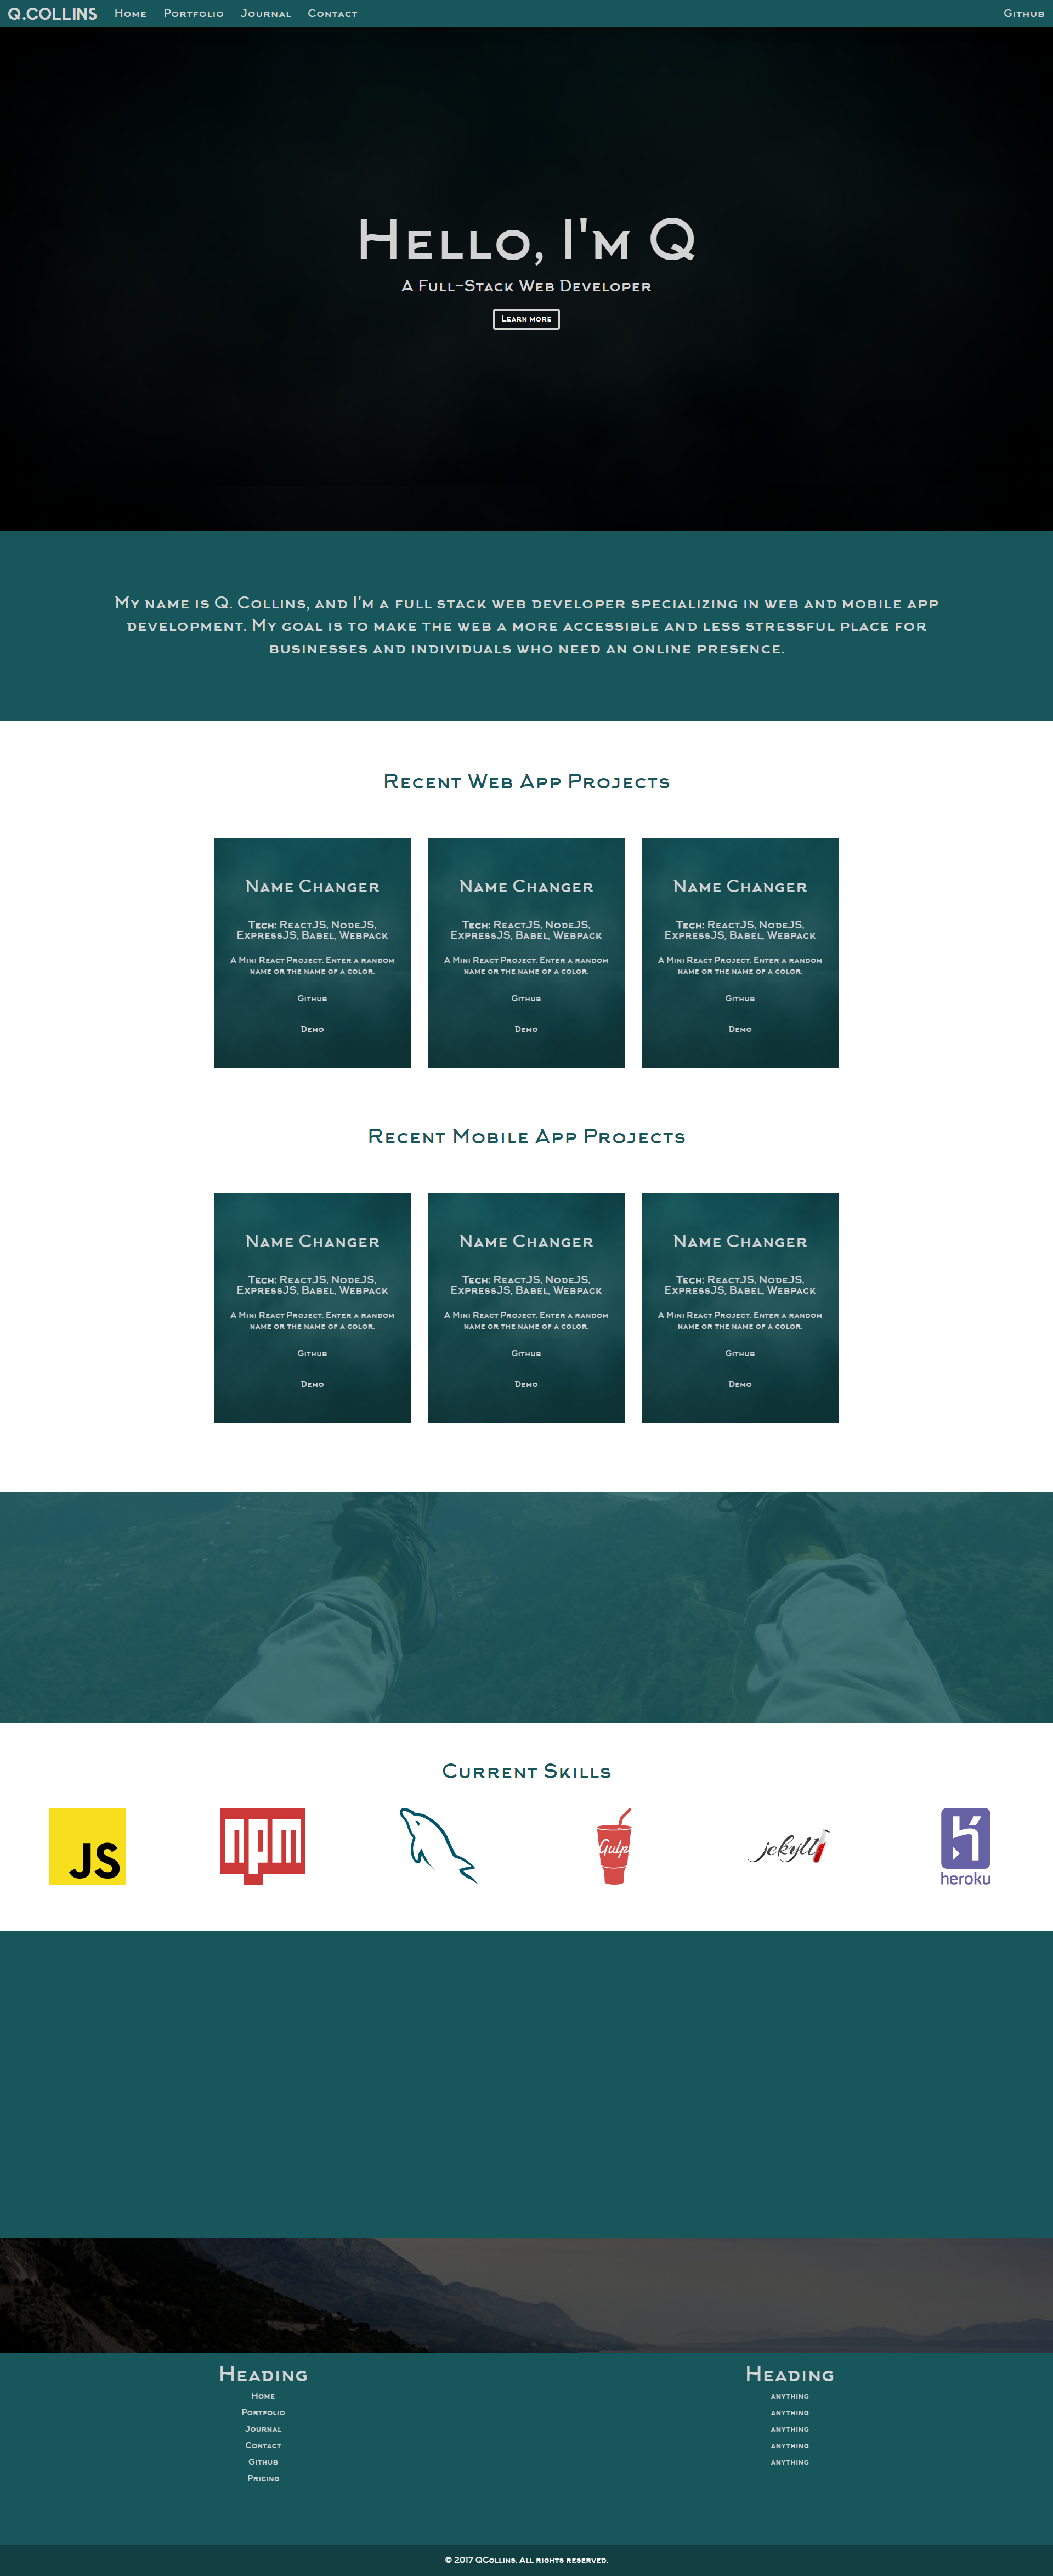 Q.COLLINS Home Portfolio Journal Contact Github
Hello, I'm Q
A Full-Stack Web Developer
Learn more
My name is Q. Collins, and I'm a full stack web developer specializing in web and mobile app
development. My goal is to make the web a more accessible and less stressful place for
businesses and individuals who need an online presence.
Recent Web App Projects
Name Changer
Tech: ReactJS, NodeJS,
ExpressJS, Babel, Webpack
A Mini React Project. Enter a random
name or the name of a color.
Github
Demo
Name Changer
Tech: ReactJS, NodeJS,
ExpressJS, Babel, Webpack
A Mini React Project. Enter a random
name or the name of a color.
Github
Demo
Name Changer
Tech: ReactJS, NodeJS,
ExpressJS, Babel, Webpack
A Mini React Project. Enter a random
name or the name of a color.
Github
Demo
Recent Mobile App Projects
Name Changer
Tech: ReactJS, NodeJS,
ExpressJS, Babel, Webpack
A Mini React Project. Enter a random
name or the name of a color.
Github
Demo
Name Changer
Tech: ReactJS, NodeJS,
ExpressJS, Babel, Webpack
A Mini React Project. Enter a random
name or the name of a color.
Github
Demo
Name Changer
Tech: ReactJS, NodeJS,
ExpressJS, Babel, Webpack
A Mini React Project. Enter a random
name or the name of a color.
Github
Demo
Current Skills
JS
npm
Gulp
jekyll
heroku
Heading
Home
Portfolio
Journal
Contact
Github
Pricing
Heading
anything
anything
anything
anything
anything
© 2017 QCollins. All rights reserved.